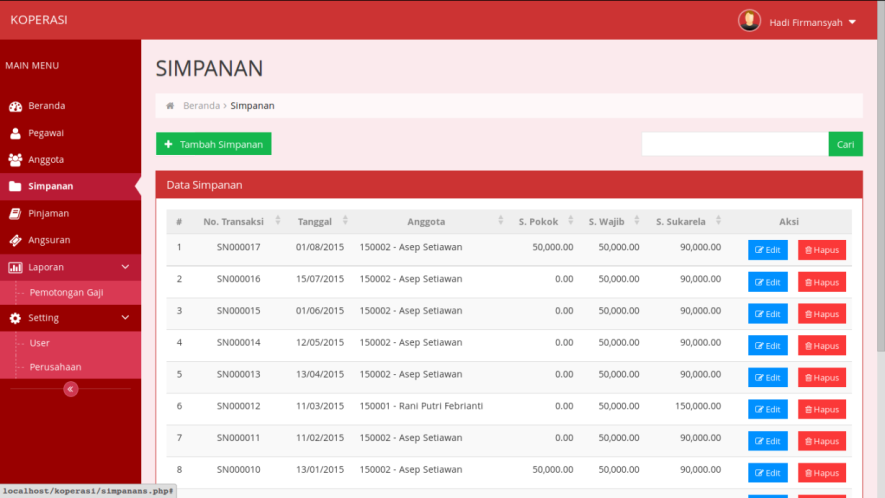 KOPERASI
Hadi Firmansyah
MAIN MENU
Beranda
Pegawai
Anggota
Simpanan
Pinjaman
Angsuran
Laporan
Pemotongan Gaji
Setting
User
Perusahaan
SIMPANAN
Beranda > Simpanan
+ Tambah Simpanan
Cari
Data Simpanan
# No. Transaksi Tanggal Anggota S. Pokok S. Wajib S. Sukarela Aksi
1 SN000017 01/08/2015 150002 - Asep Setiawan 50,000.00 50,000.00 90,000.00 Edit Hapus
2 SN000016 15/07/2015 150002 - Asep Setiawan 0.00 50,000.00 90,000.00 Edit Hapus
3 SN000015 01/06/2015 150002 - Asep Setiawan 0.00 50,000.00 90,000.00 Edit Hapus
4 SN000014 12/05/2015 150002 - Asep Setiawan 0.00 50,000.00 90,000.00 Edit Hapus
5 SN000013 13/04/2015 150002 - Asep Setiawan 0.00 50,000.00 90,000.00 Edit Hapus
6 SN000012 11/03/2015 150001 - Rani Putri Febrianti 0.00 50,000.00 150,000.00 Edit Hapus
7 SN000011 11/02/2015 150002 - Asep Setiawan 0.00 50,000.00 90,000.00 Edit Hapus
8 SN000010 13/01/2015 150002 - Asep Setiawan 50,000.00 50,000.00 90,000.00 Edit Hapus
localhost/koperasi/simpanans.php#